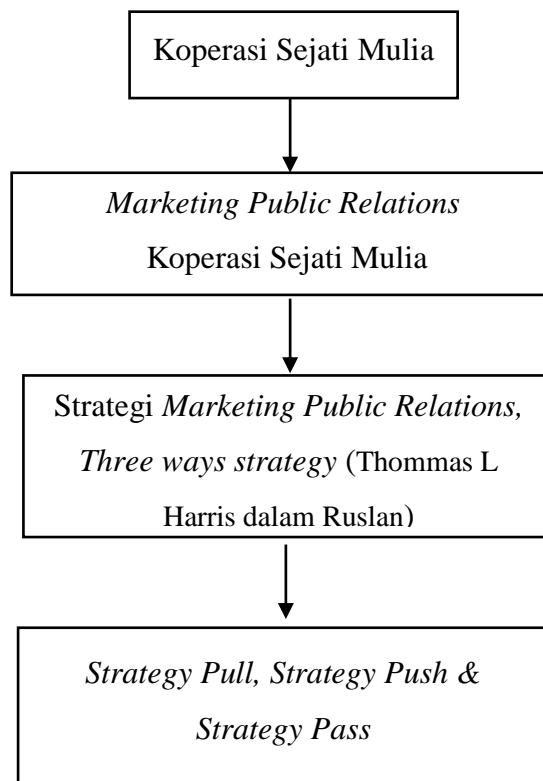 Koperasi Sejati Mulia
Marketing Public Relations
Koperasi Sejati Mulia
Strategi Marketing Public Relations,
Three ways strategy (Thommas L
Harris dalam Ruslan)
Strategy Pull, Strategy Push &
Strategy Pass